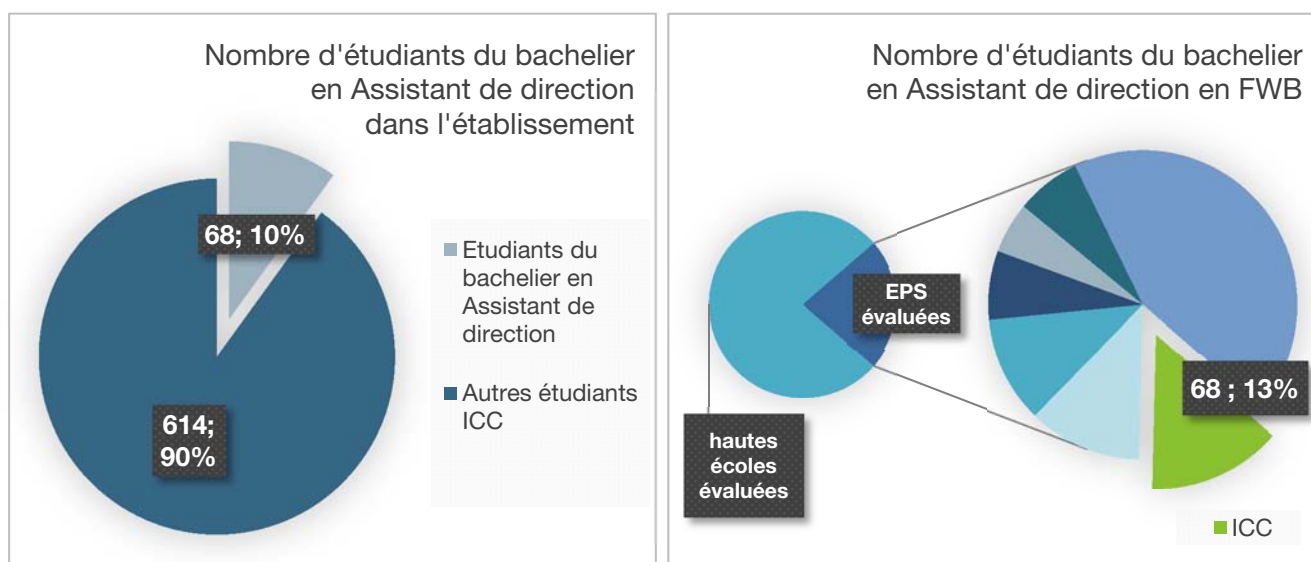 Nombre d'étudiants du bachelier
en Assistant de direction
dans l'établissement
68; 10%
614;
90%
Etudiants du
bachelier en
Assistant de
direction
Autres étudiants
ICC
Nombre d'étudiants du bachelier
en Assistant de direction en FWB
EPS
évaluées
hautes
écoles
évaluées
68 ; 13%
ICC